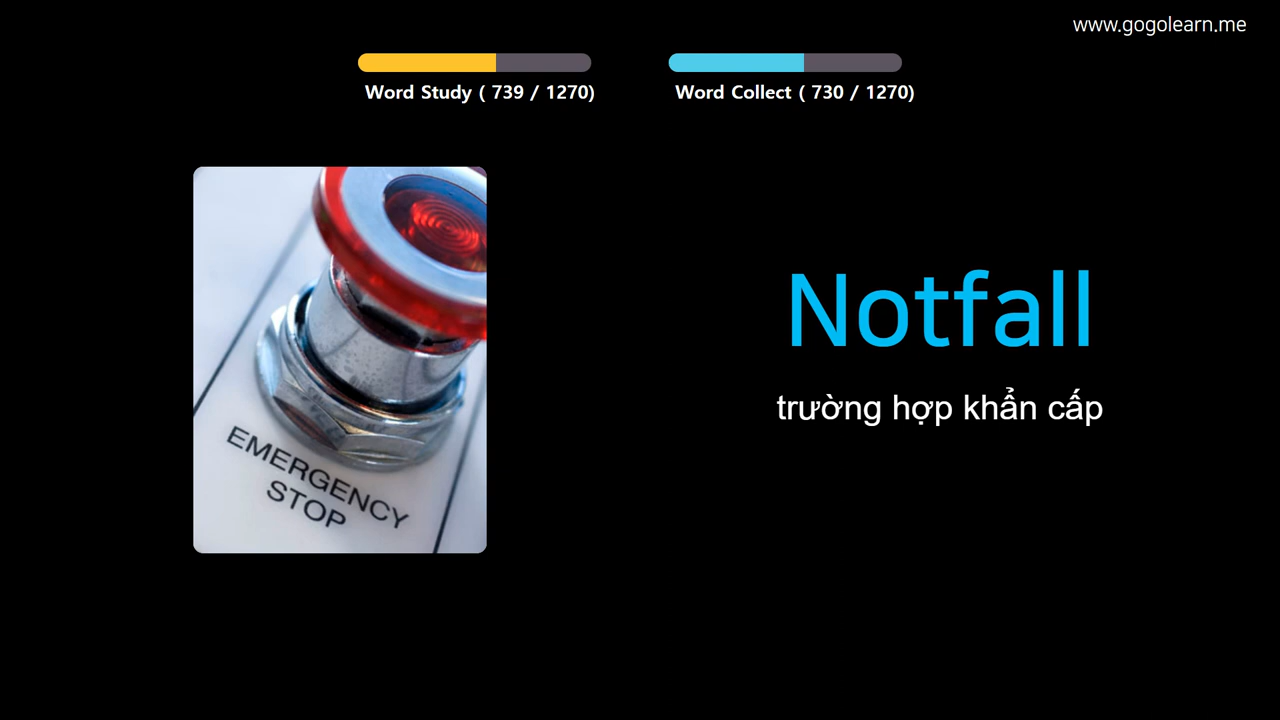 www.gogolearn.me
Word Study ( 739 / 1270)
Word Collect ( 730 / 1270)
Notfall
trường hợp khẩn cấp
EMERGENCY
STOP